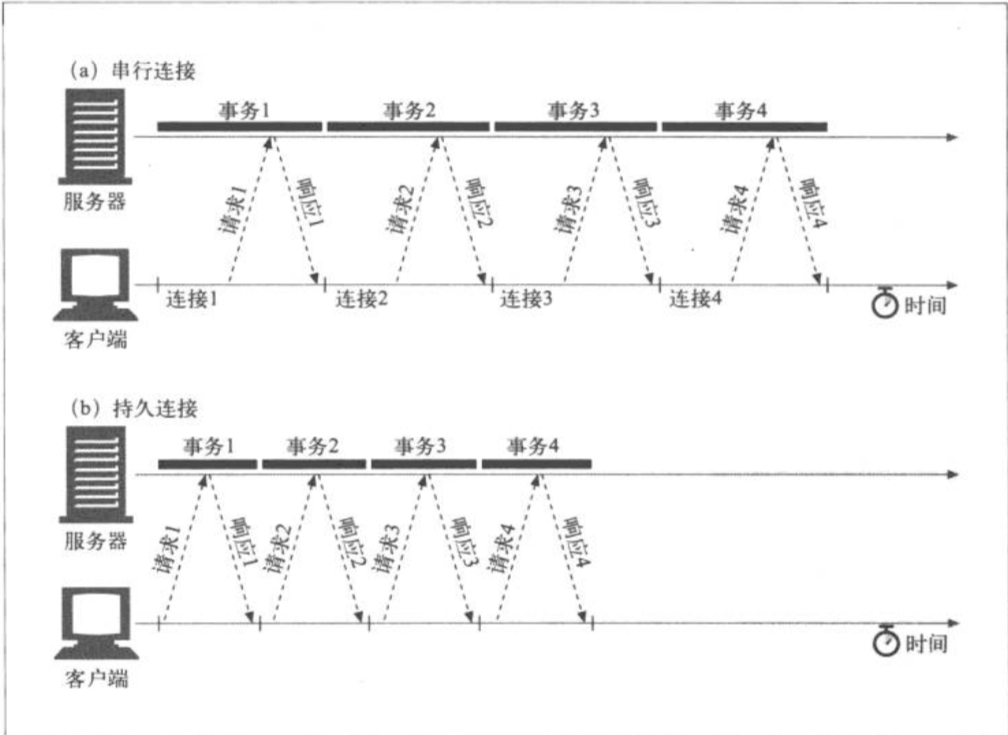 (a) 串行连接
事务1
事务2
事务3
事务4
服务器
请求1
响应1
请求2
响应2
请求3
响应3
请求4
响应4
连接1
连接2
连接3
连接4
时间
客户端
(b) 持久连接
事务1
事务2
事务3
事务4
服务器
请求1
响应1
请求2
响应2
请求3
响应3
请求4
响应4
时间
客户端